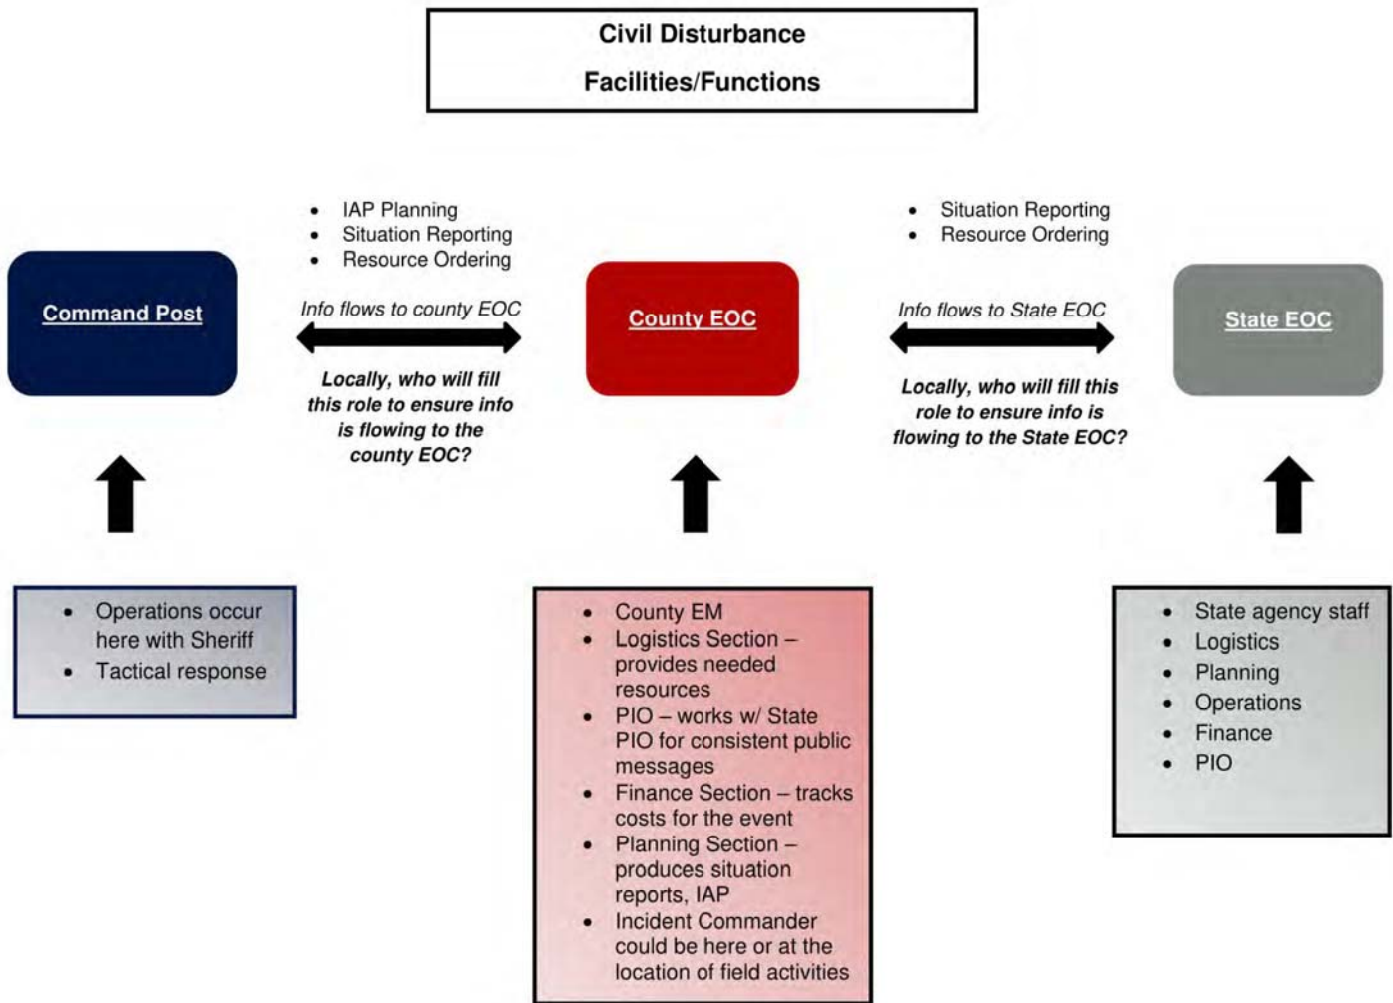 Civil Disturbance
Facilities/Functions
• IAP Planning
• Situation Reporting
• Resource Ordering
• Situation Reporting
• Resource Ordering
Command Post
Info flows to county EOC
County EOC
Info flows to State EOC
State EOC
Locally, who will fill
this role to ensure info
is flowing to the
county EOC?
Locally, who will fill this
role to ensure info is
flowing to the State EOC?
• Operations occur
here with Sheriff
• Tactical response
• County EM
• Logistics Section –
provides needed
resources
• PIO – works w/ State
PIO for consistent public
messages
• Finance Section – tracks
costs for the event
• Planning Section –
produces situation
reports, IAP
• Incident Commander
could be here or at the
location of field activities
• State agency staff
• Logistics
• Planning
• Operations
• Finance
• PIO